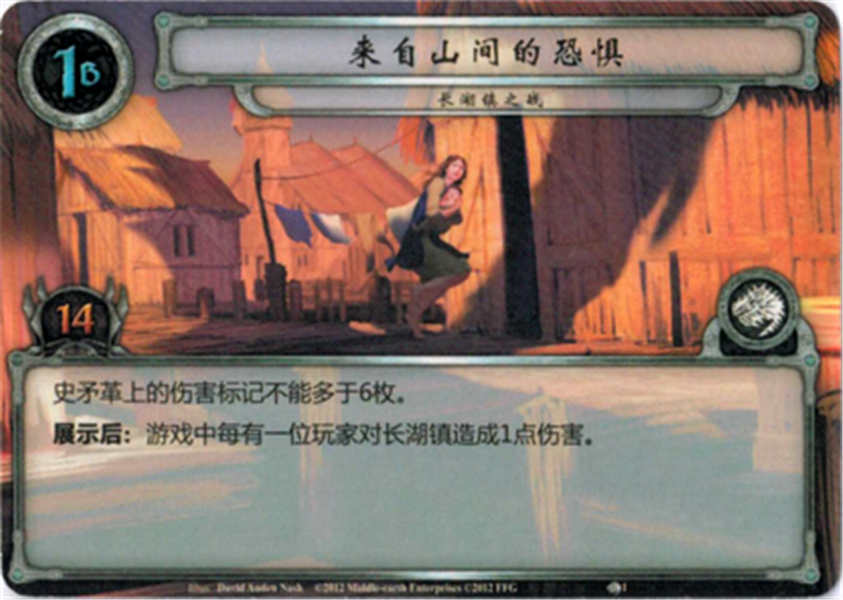 1B
来自山间的恐惧
长湖镇之战
14
史矛革上的伤害标记不能多于6枚。
展示后：游戏中每有一位玩家对长湖镇造成1点伤害。
Illus. David Auden Nash ©2012 Middle-earth Enterprises ©2012 FFG 1